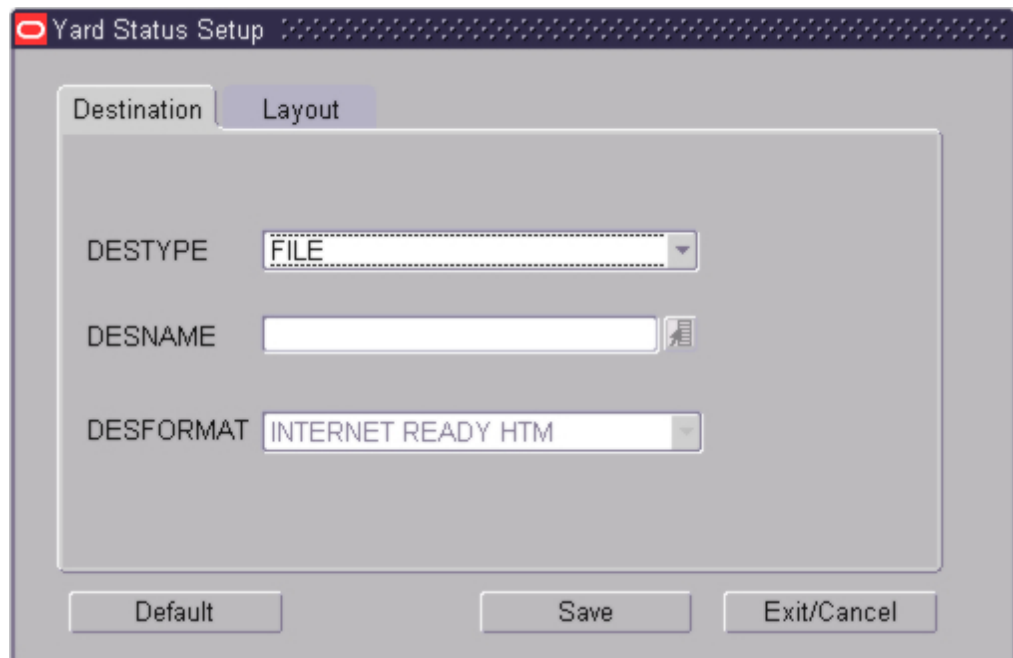 Yard Status Setup
Destination Layout
DESTYPE FILE
DESNAME
DESFORMAT INTERNET READY HTM
Default Save Exit/Cancel